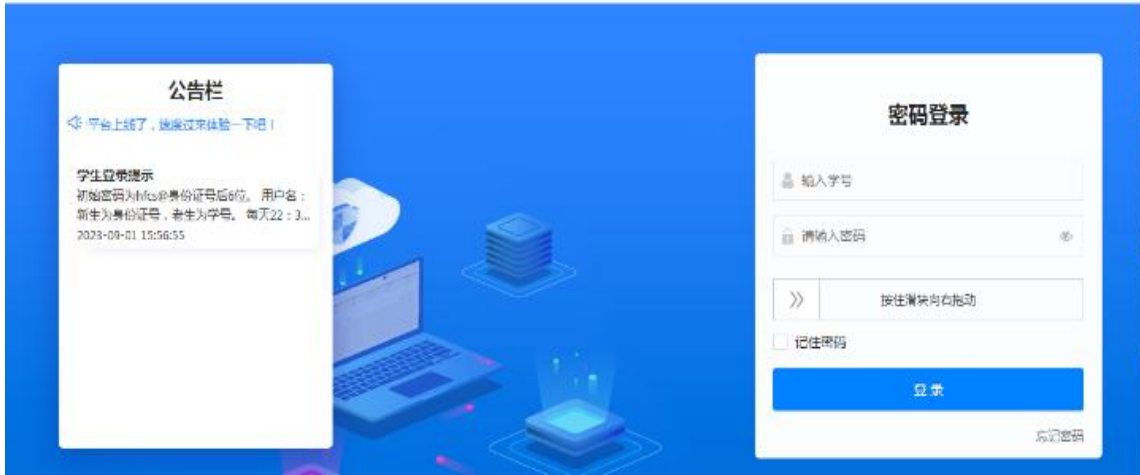 公告栏
平台上线了，速度过来体验一下吧！
学生登录提示
初始密码为hfcs@身份证号后6位。 用户名：
新生为身份证号，老生为学号。 每天22：3...
2023-09-01 15:56:55
密码登录
输入学号
请输入密码
按住滑块向右拖动
记住密码
登录
忘记密码